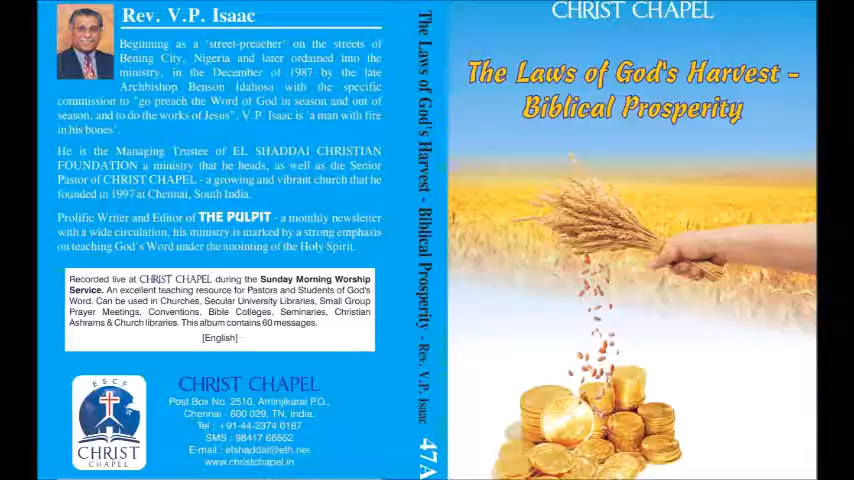 Rev. V.P. Isaac
Beginning as a 'street-preacher' on the streets of
Bening City, Nigeria and later ordained into the
ministry, in the December of 1987 by the late
Archbishop Benson Idahosa with the specific
commission to "go preach the Word of God in season and out of
season, and to do the works of Jesus". V.P. Isaac is 'a man with fire
in his bones'.
He is the Managing Trustee of EL SHADDAI CHRISTIAN
FOUNDATION a ministry that he heads, as well as the Senior
Pastor of CHRIST CHAPEL - a growing and vibrant church that he
founded in 1997 at Chennai, South India.
Prolific Writer and Editor of THE PULPIT - a monthly newsletter
with a wide circulation, his ministry is marked by a strong emphasis
on teaching God's Word under the anointing of the Holy Spirit.
Recorded live at CHRIST CHAPEL during the Sunday Morning Worship
Service. An excellent teaching resource for Pastors and Students of God's
Word. Can be used in Churches, Secular University Libraries, Small Group
Prayer Meetings, Conventions, Bible Colleges, Seminaries, Christian
Ashrams & Church libraries. This album contains 60 messages.
[English]
ESCF
CHRIST
CHAPEL
CHRIST CHAPEL
Post Box No. 2510, Aminjikarai P.O.,
Chennai - 600 029, TN, India.
Tel : +91-44-2374 0187
SMS : 98417 66552
E-mail : elshaddai@eth.net
www.christchapel.in
The Laws of God's Harvest - Biblical Prosperity - Rev. V.P. Isaac 47A
CHRIST CHAPEL
The Laws of God's Harvest -
Biblical Prosperity